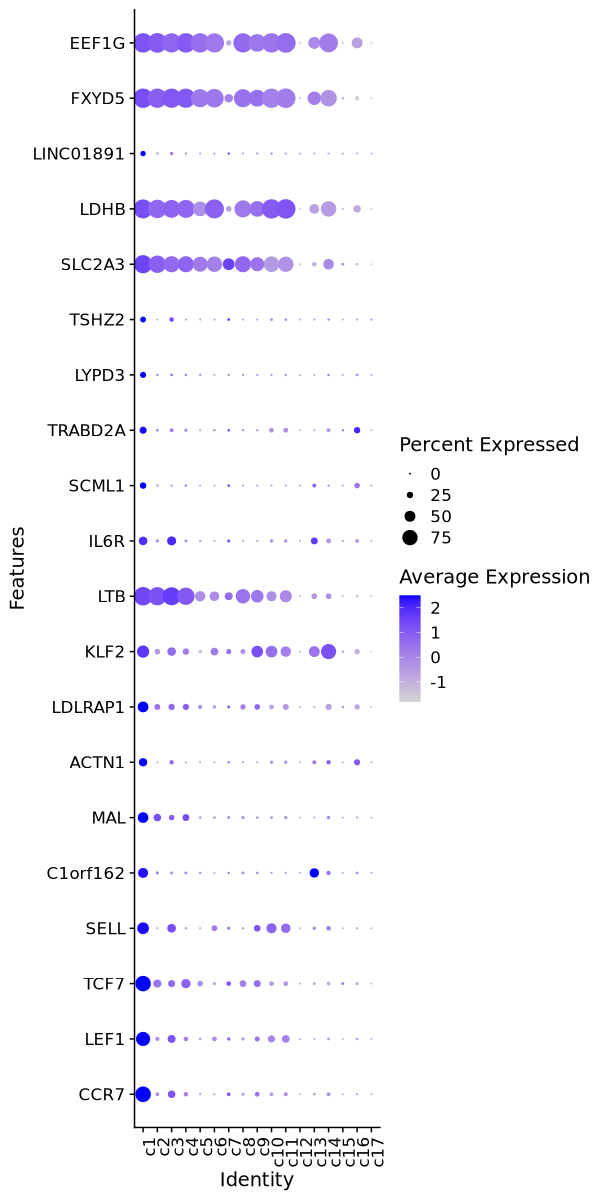 EEF1G
FXYD5
LINC01891
LDHB
SLC2A3
TSHZ2
LYPD3
TRABD2A
SCML1
IL6R
LTB
KLF2
LDLRAP1
ACTN1
MAL
C1orf162
SELL
TCF7
LEF1
CCR7
Features
c1 c2 c3 c4 c5 c6 c7 c8 c9 c10 c11 c12 c13 c14 c15 c16 c17
Identity
Percent Expressed
0
25
50
75
Average Expression
2
1
0
-1